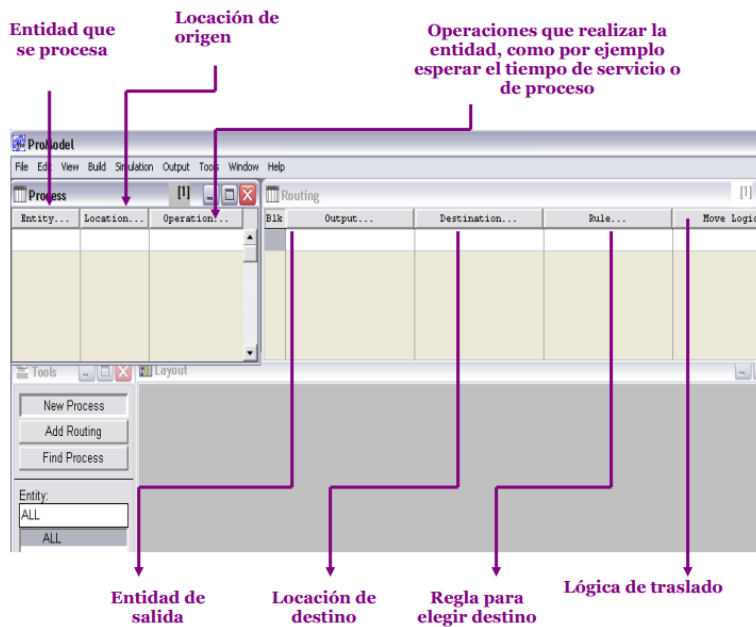 Entidad que
se procesa
Locación de
origen
Operaciones que realizar la
entidad, como por ejemplo
esperar el tiempo de servicio o
de proceso
ProModel
File Edit View Build Simulation Output Tools Window Help
Process [1]
Routing [1]
Entity... Location... Operation...
Blk Output... Destination... Rule... Move Logic
Tools
Layout
New Process
Add Routing
Find Process
Entity:
ALL
ALL
Entidad de
salida
Locación de
destino
Regla para
elegir destino
Lógica de traslado